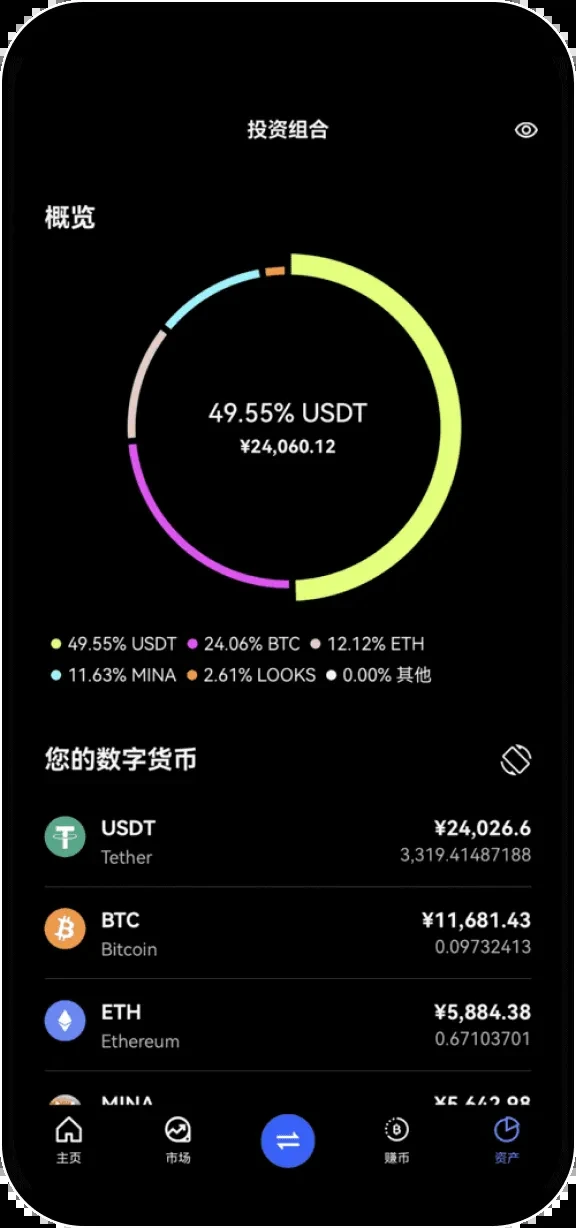 投资组合
概览
49.55% USDT
¥24,060.12
49.55% USDT 24.06% BTC 12.12% ETH
11.63% MINA 2.61% LOOKS 0.00% 其他
您的数字货币
USDT ¥24,026.6
Tether 3,319.41487188
BTC ¥11,681.43
Bitcoin 0.09732413
ETH ¥5,884.38
Ethereum 0.67103701
MINA ¥5,642.98
主页 市场 赚币 资产